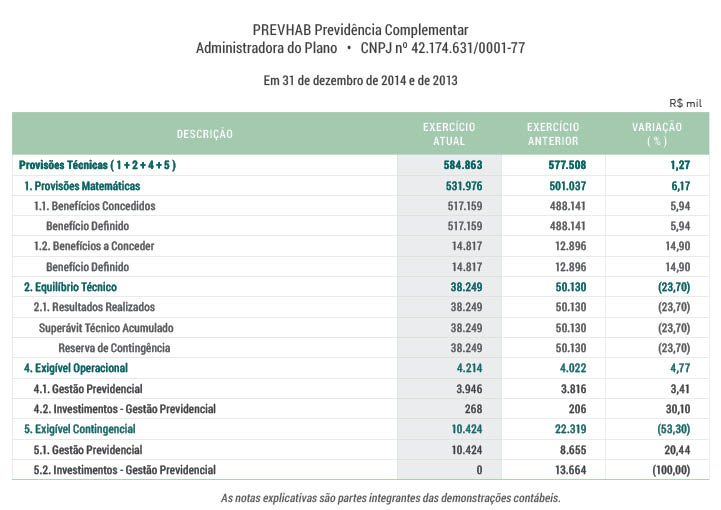 PREVHAB Previdência Complementar
Administradora do Plano • CNPJ nº 42.174.631/0001-77
Em 31 de dezembro de 2014 e de 2013
R$ mil
DESCRIÇÃO EXERCÍCIO ATUAL EXERCÍCIO ANTERIOR VARIAÇÃO ( % )
Provisões Técnicas ( 1 + 2 + 4 + 5 ) 584.863 577.508 1,27
1. Provisões Matemáticas 531.976 501.037 6,17
1.1. Benefícios Concedidos 517.159 488.141 5,94
Benefício Definido 517.159 488.141 5,94
1.2. Benefícios a Conceder 14.817 12.896 14,90
Benefício Definido 14.817 12.896 14,90
2. Equilíbrio Técnico 38.249 50.130 (23,70)
2.1. Resultados Realizados 38.249 50.130 (23,70)
Superávit Técnico Acumulado 38.249 50.130 (23,70)
Reserva de Contingência 38.249 50.130 (23,70)
4. Exigível Operacional 4.214 4.022 4,77
4.1. Gestão Previdencial 3.946 3.816 3,41
4.2. Investimentos - Gestão Previdencial 268 206 30,10
5. Exigível Contingencial 10.424 22.319 (53,30)
5.1. Gestão Previdencial 10.424 8.655 20,44
5.2. Investimentos - Gestão Previdencial 0 13.664 (100,00)
As notas explicativas são partes integrantes das demonstrações contábeis.